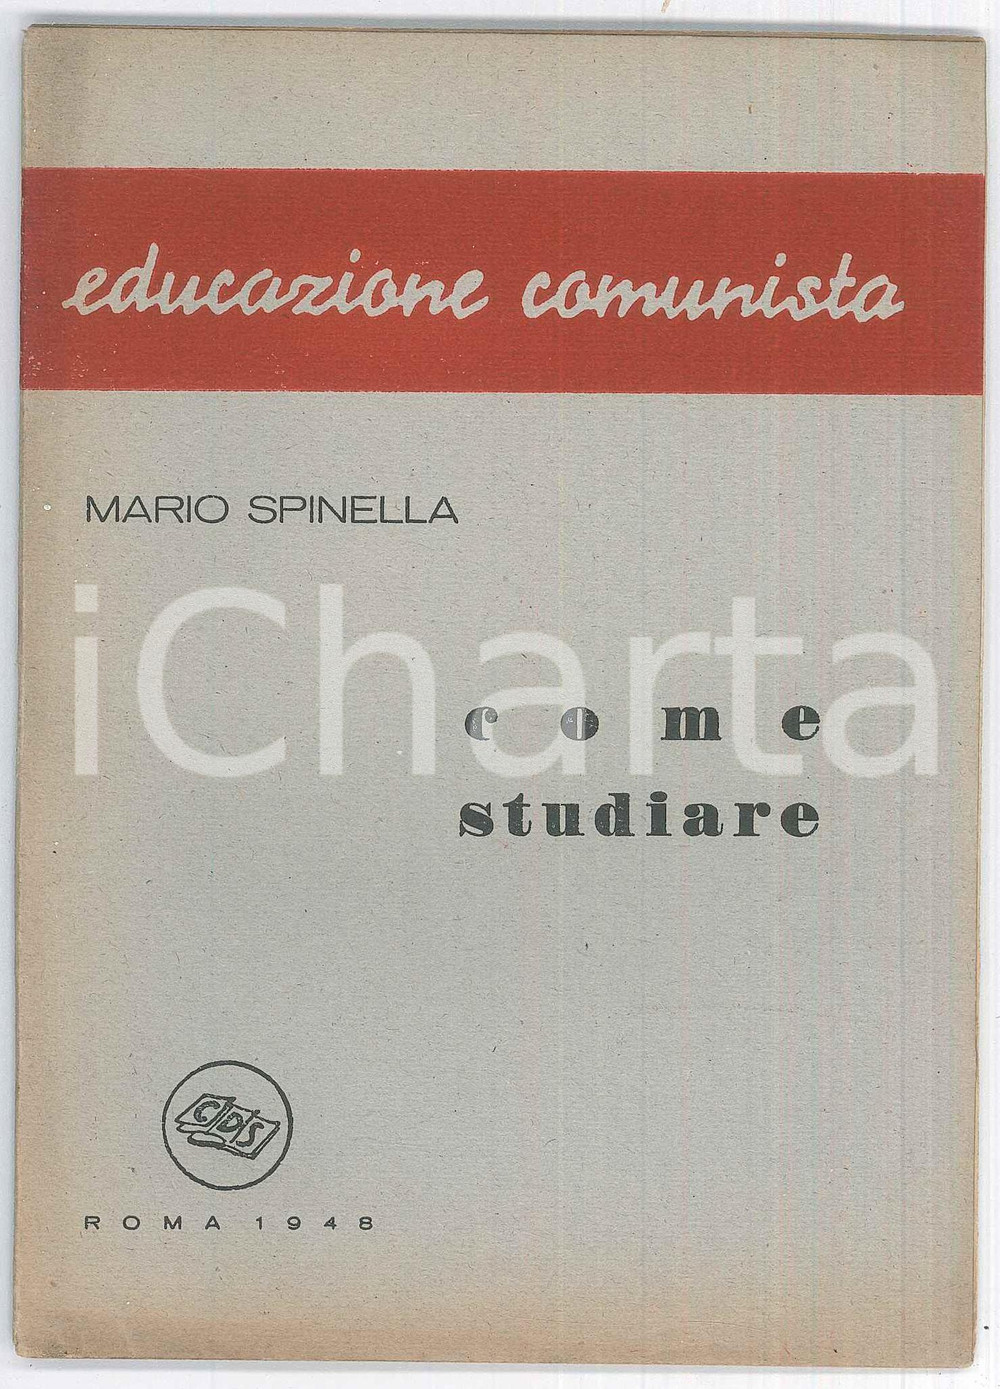 educazione comunista
MARIO SPINELLA
iCharta
come
studiare
CDS
ROMA 1948